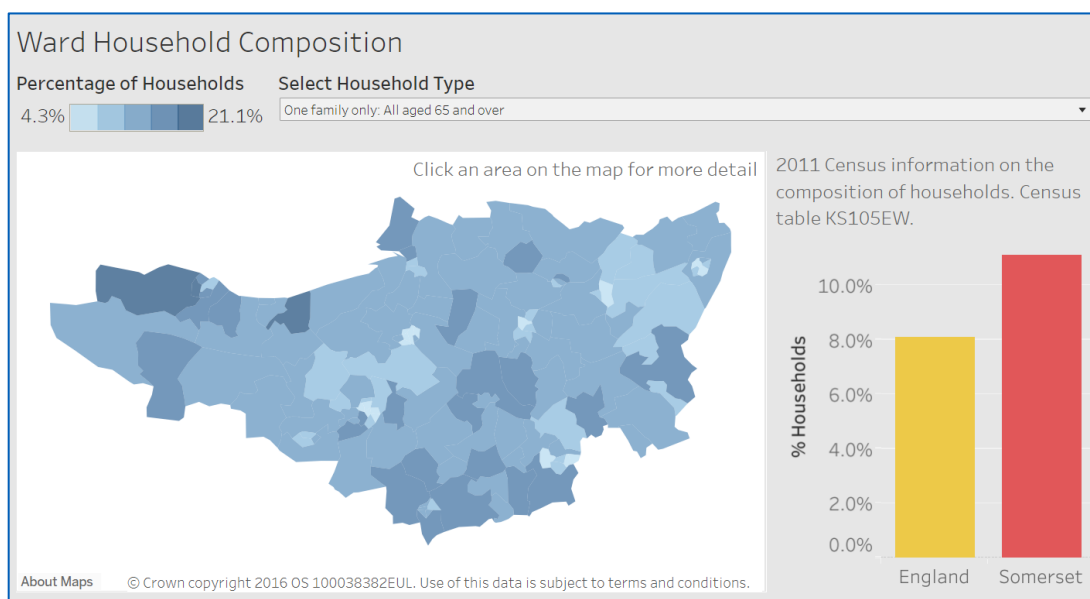 Ward Household Composition
Percentage of Households
4.3%
21.1%
Select Household Type
One family only: All aged 65 and over
Click an area on the map for more detail
About Maps
© Crown copyright 2016 OS 100038382EUL. Use of this data is subject to terms and conditions.
2011 Census information on the
composition of households. Census
table KS105EW.
% Households
10.0%
8.0%
6.0%
4.0%
2.0%
0.0%
England
Somerset